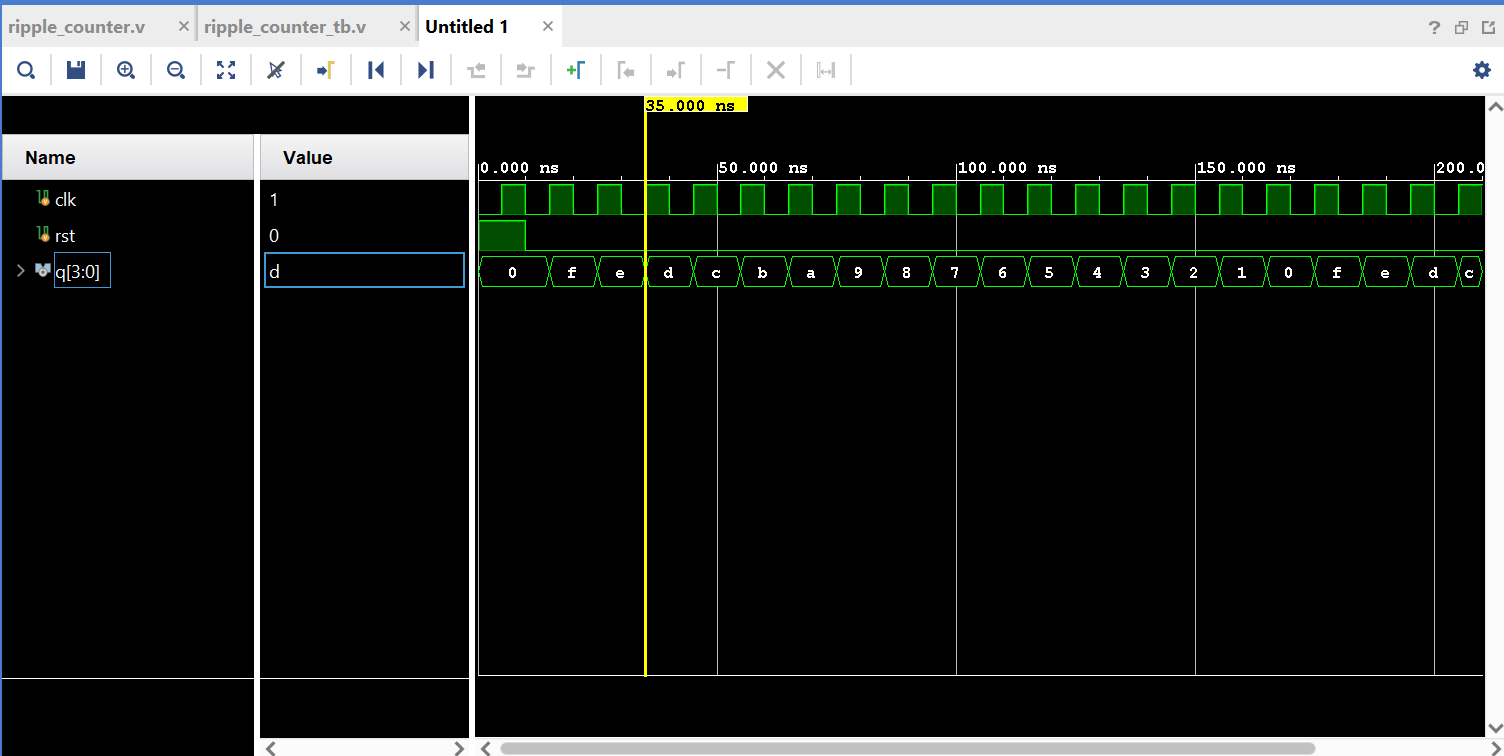 ripple_counter.v × ripple_counter_tb.v × Untitled 1 × ?
35.000 ns
Name Value
0.000 ns 50.000 ns 100.000 ns 150.000 ns 200.0
clk 1
rst 0
q[3:0] d 0 f e d c b a 9 8 7 6 5 4 3 2 1 0 f e d c